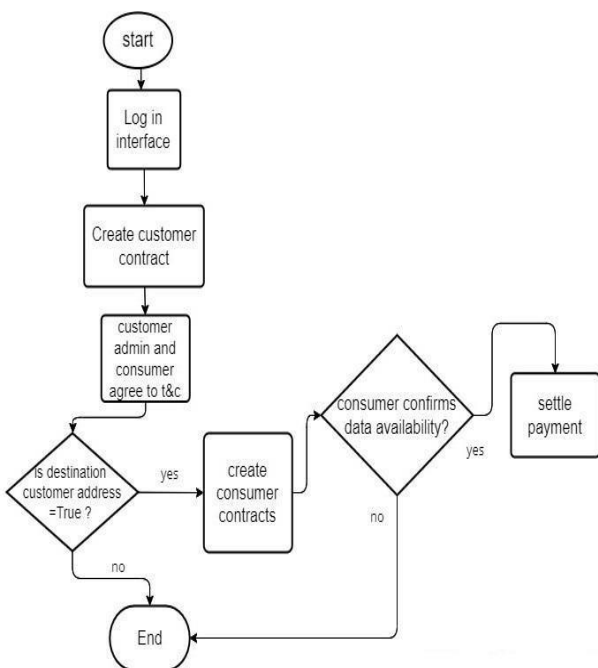 start
Log in
interface
Create customer
contract
customer
admin and
consumer
agree to t&c
Is destination
customer address
=True ?
yes
no
create
consumer
contracts
consumer confirms
data availability?
yes
no
settle
payment
End